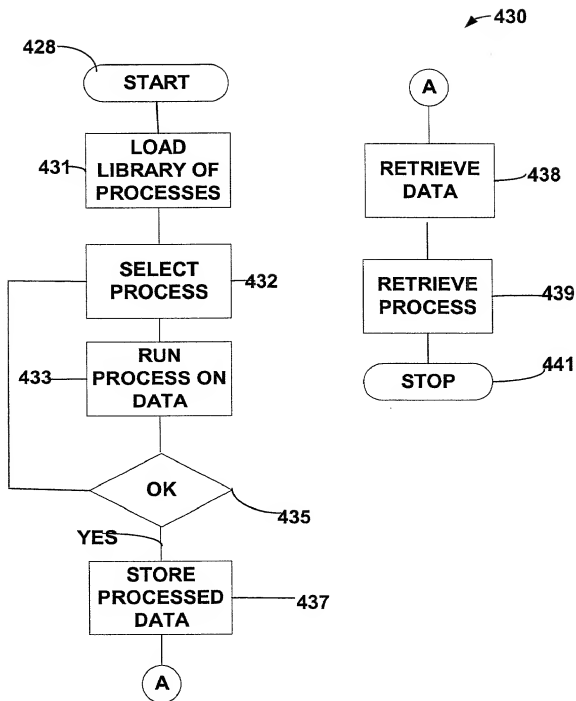 430
428
START
431
LOAD
LIBRARY OF
PROCESSES
SELECT
PROCESS
432
433
RUN
PROCESS ON
DATA
OK
435
YES
STORE
PROCESSED
DATA
437
A
A
RETRIEVE
DATA
438
RETRIEVE
PROCESS
439
STOP
441